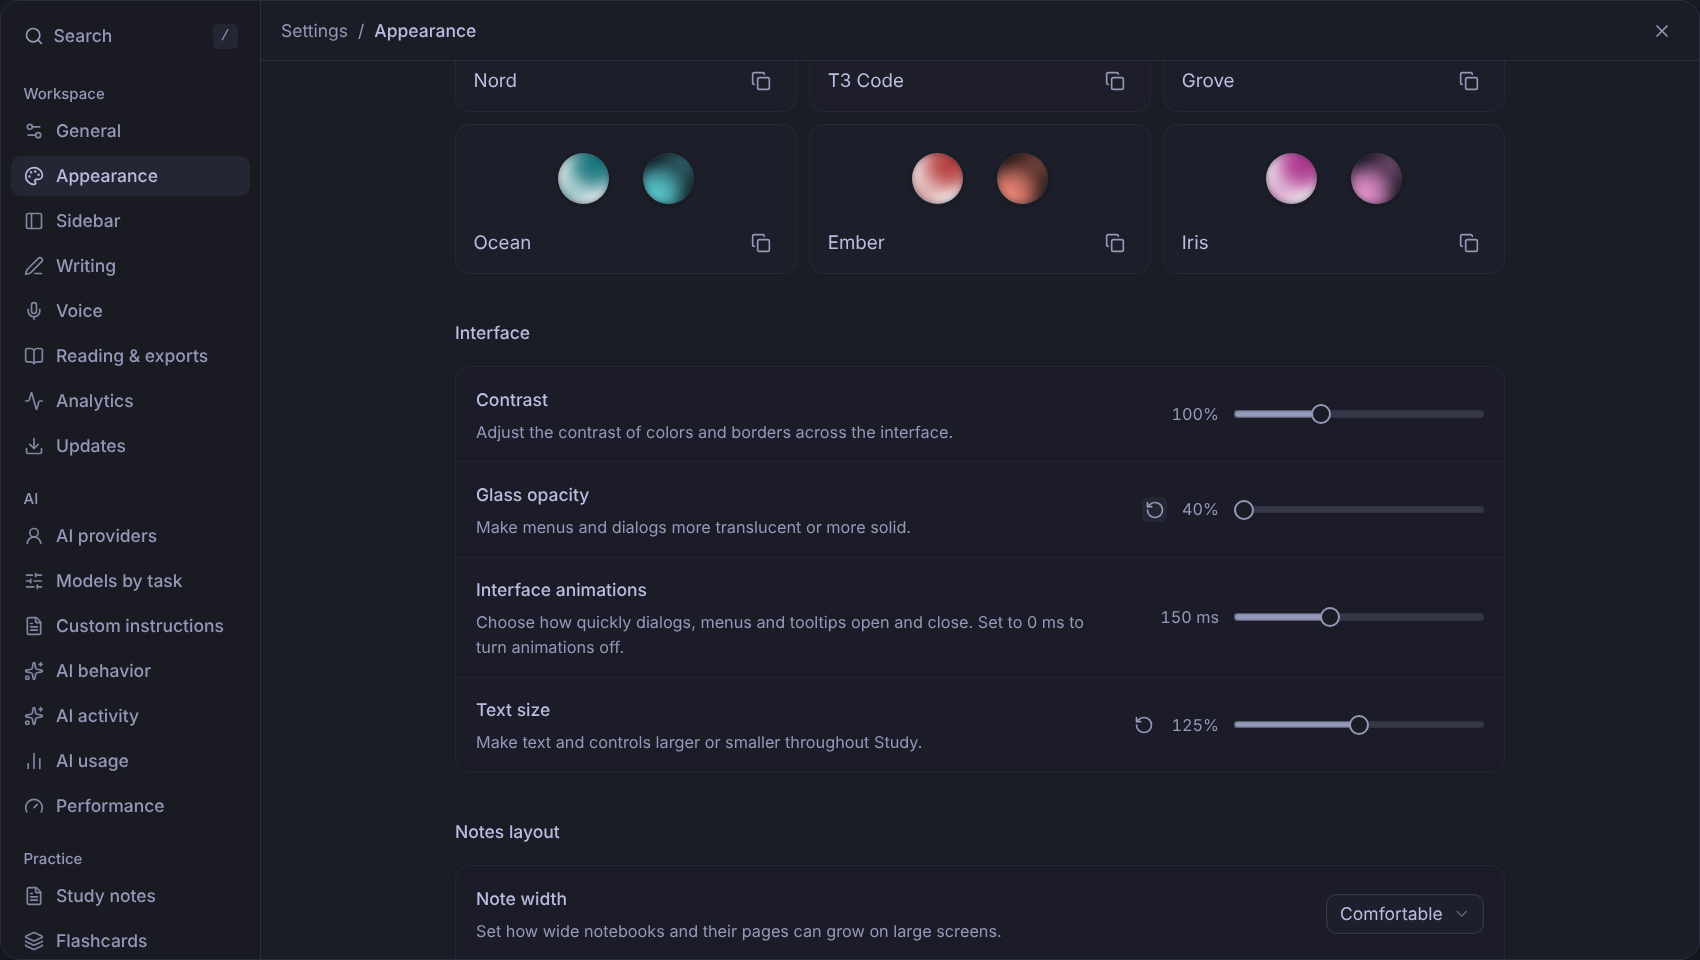 Search /
Settings / Appearance
Workspace
General
Appearance
Sidebar
Writing
Voice
Reading & exports
Analytics
Updates
AI
AI providers
Models by task
Custom instructions
AI behavior
AI activity
AI usage
Performance
Practice
Study notes
Flashcards
Nord
T3 Code
Grove
Ocean
Ember
Iris
Interface
Contrast
Adjust the contrast of colors and borders across the interface.
100%
Glass opacity
Make menus and dialogs more translucent or more solid.
40%
Interface animations
Choose how quickly dialogs, menus and tooltips open and close. Set to 0 ms to
turn animations off.
150 ms
Text size
Make text and controls larger or smaller throughout Study.
125%
Notes layout
Note width
Set how wide notebooks and their pages can grow on large screens.
Comfortable